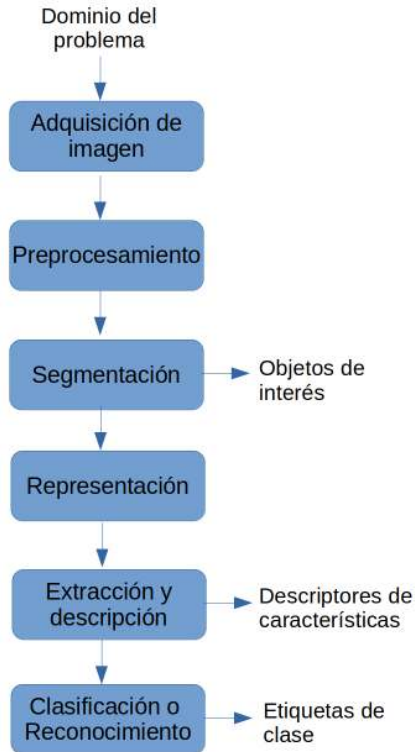 Dominio del
problema
Adquisición de
imagen
Preprocesamiento
Segmentación
Objetos de
interés
Representación
Extracción y
descripción
Descriptores de
características
Clasificación o
Reconocimiento
Etiquetas de
clase